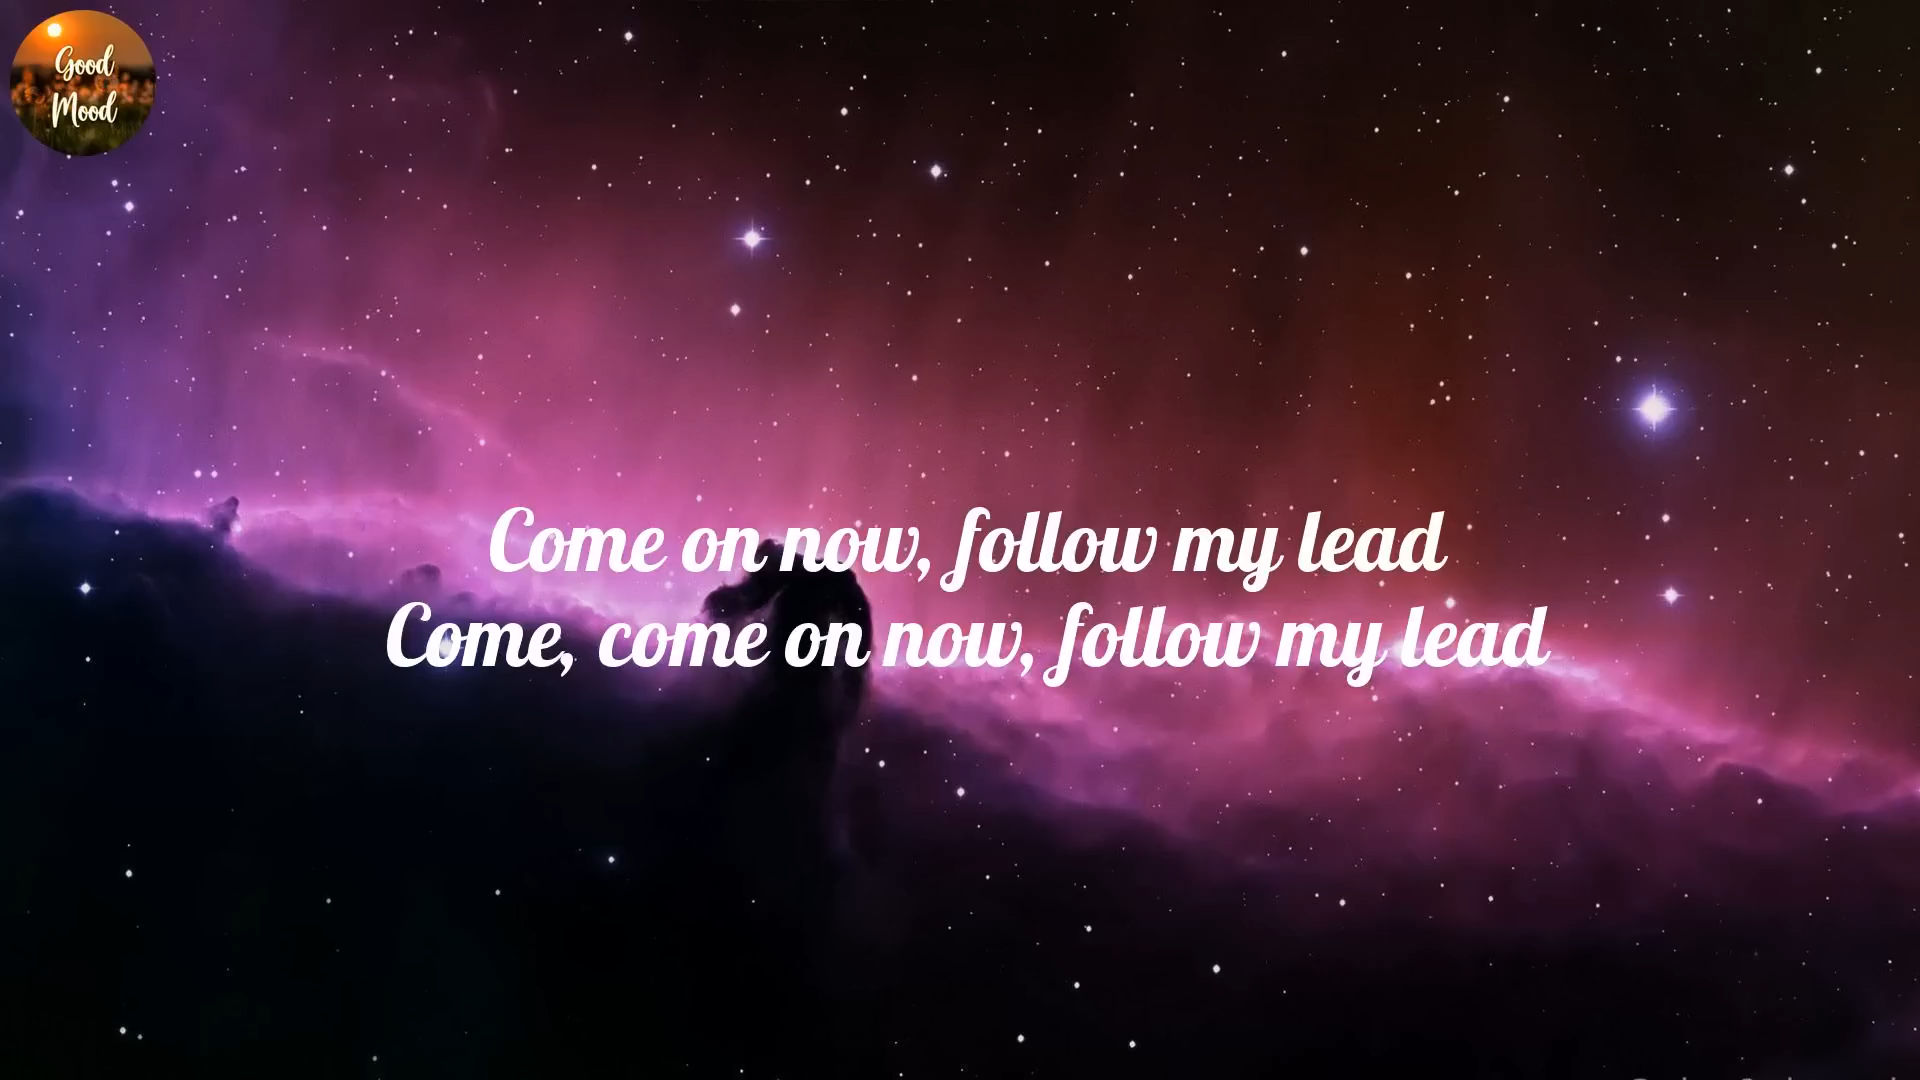 Good
Mood
Come on now, follow my lead
Come, come on now, follow my lead